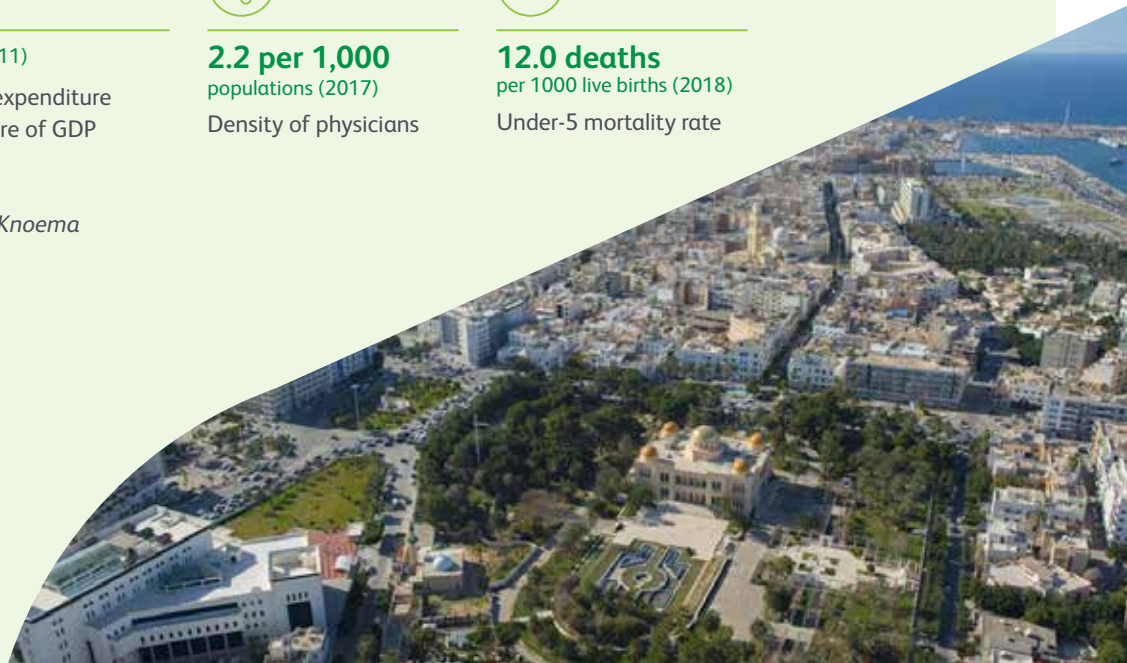 11)
expenditure
re of GDP
2.2 per 1,000
populations (2017)
Density of physicians
12.0 deaths
per 1000 live births (2018)
Under-5 mortality rate
Knoema